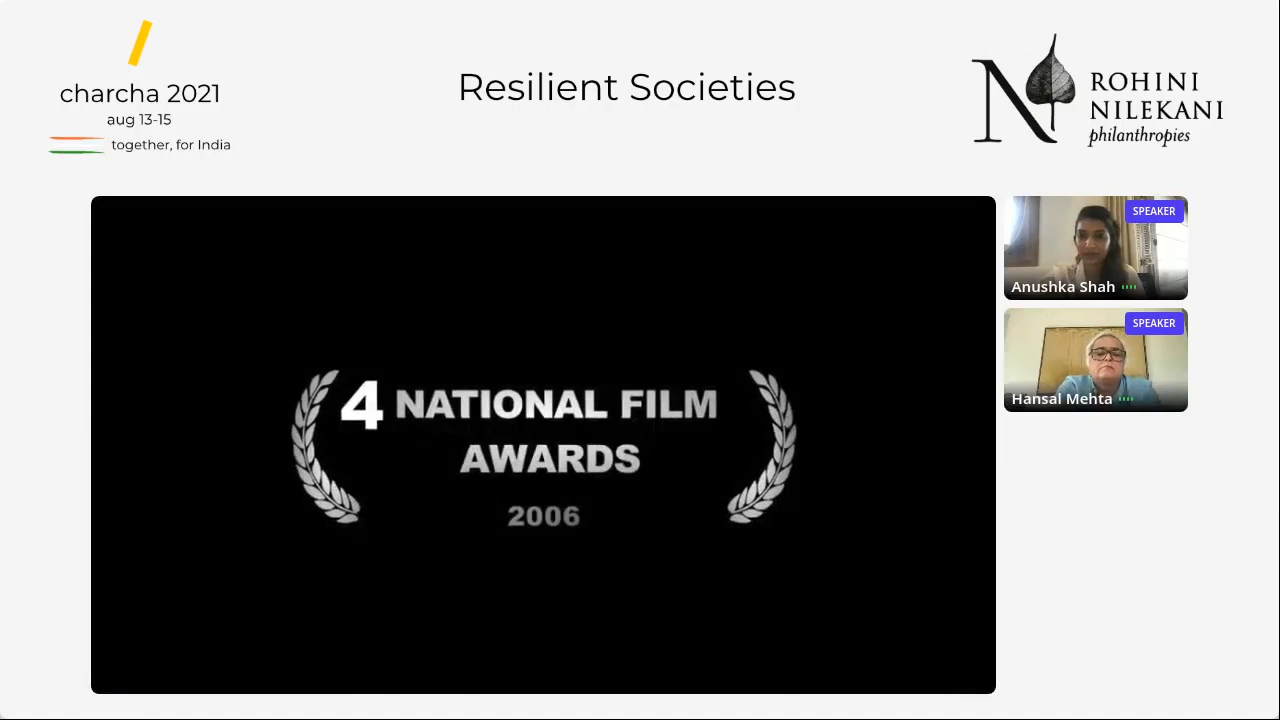 charcha 2021
aug 13-15
together, for India
Resilient Societies
ROHINI
NILEKANI
philanthropies
4 NATIONAL FILM
AWARDS
2006
SPEAKER
Anushka Shah
SPEAKER
Hansal Mehta